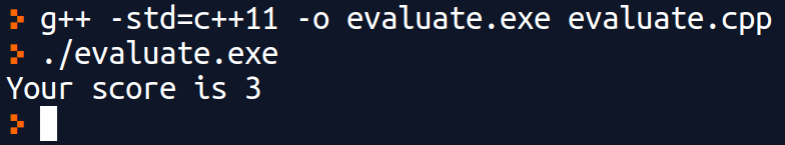 > g++ -std=c++11 -o evaluate.exe evaluate.cpp
> ./evaluate.exe
Your score is 3
>